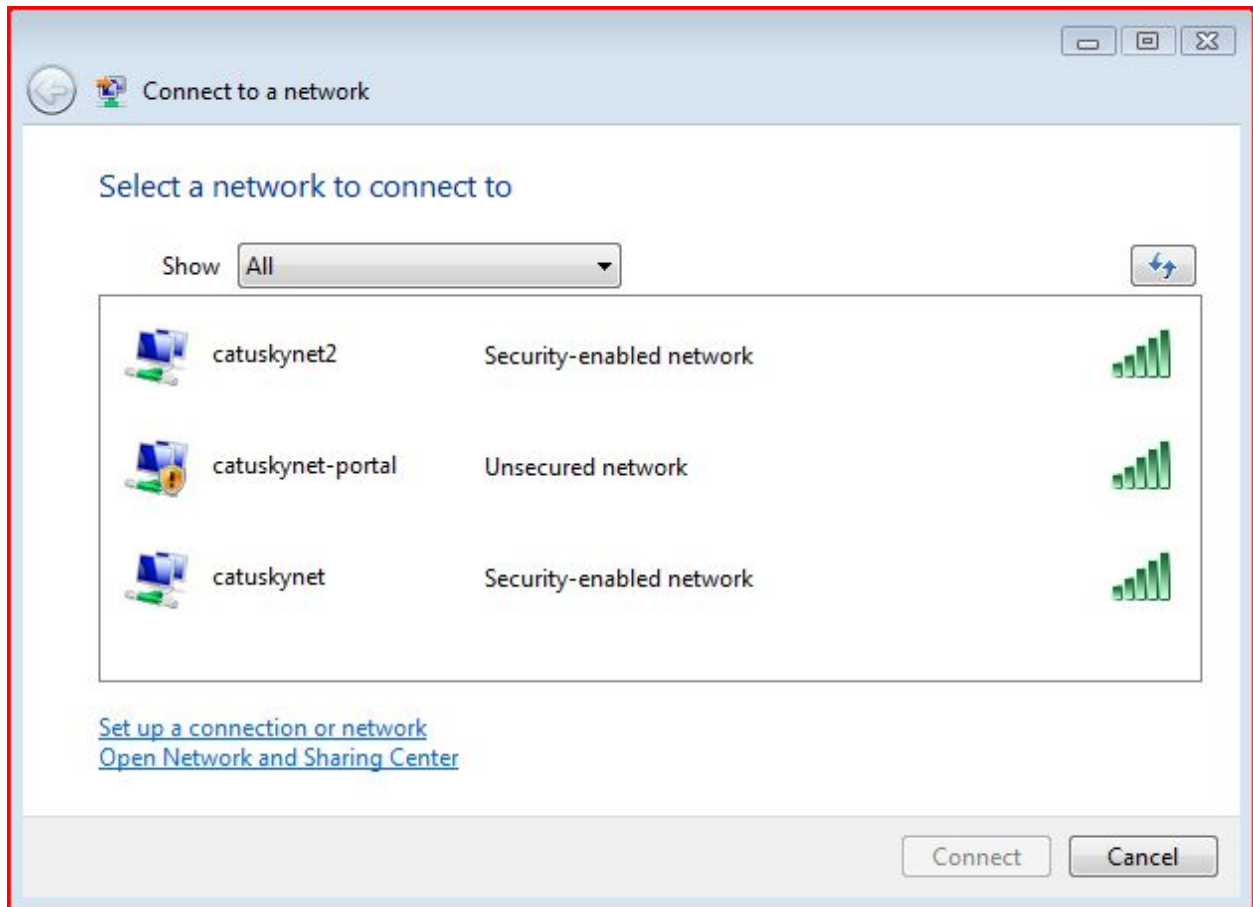 Connect to a network
Select a network to connect to
Show All
catuskynet2 Security-enabled network
catuskynet-portal Unsecured network
catuskynet Security-enabled network
Set up a connection or network
Open Network and Sharing Center
Connect Cancel